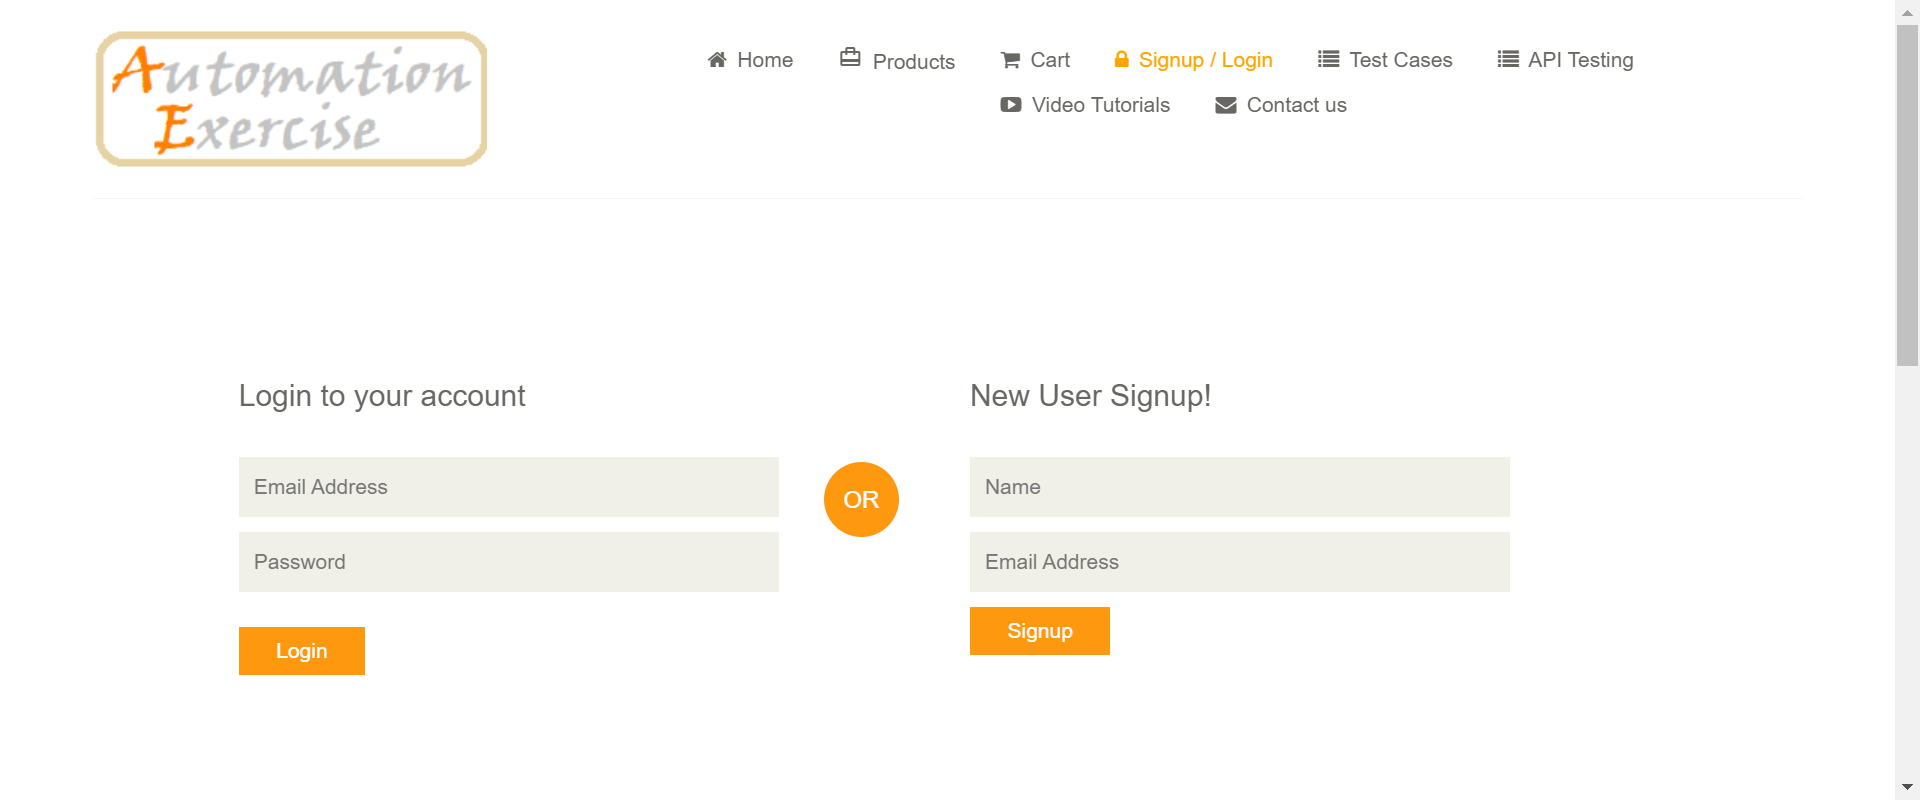 Automation
Exercise
Home Products Cart Signup / Login Test Cases API Testing
Video Tutorials Contact us
Login to your account
Email Address
Password
Login
OR
New User Signup!
Name
Email Address
Signup